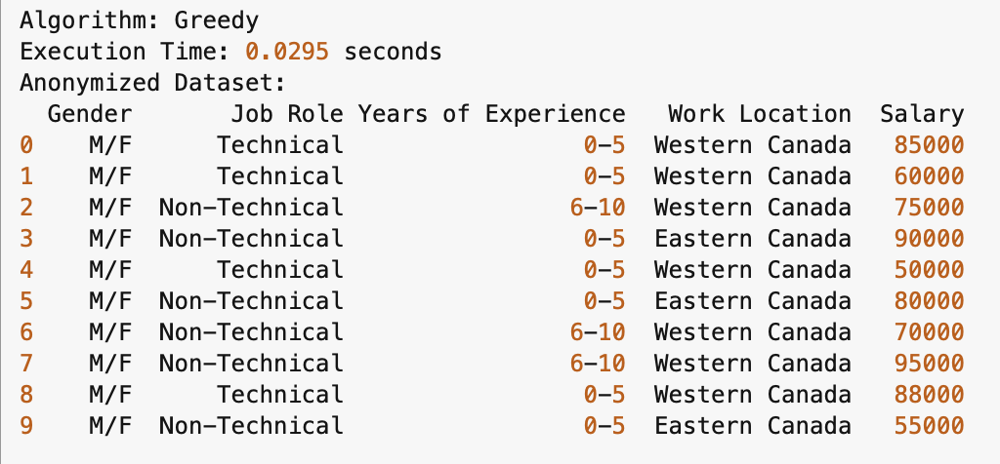 Algorithm: Greedy
Execution Time: 0.0295 seconds
Anonymized Dataset:
  Gender       Job Role Years of Experience   Work Location  Salary
0    M/F      Technical                 0-5  Western Canada   85000
1    M/F      Technical                 0-5  Western Canada   60000
2    M/F  Non-Technical                6-10  Western Canada   75000
3    M/F  Non-Technical                 0-5  Eastern Canada   90000
4    M/F      Technical                 0-5  Western Canada   50000
5    M/F  Non-Technical                 0-5  Eastern Canada   80000
6    M/F  Non-Technical                6-10  Western Canada   70000
7    M/F  Non-Technical                6-10  Western Canada   95000
8    M/F      Technical                 0-5  Western Canada   88000
9    M/F  Non-Technical                 0-5  Eastern Canada   55000